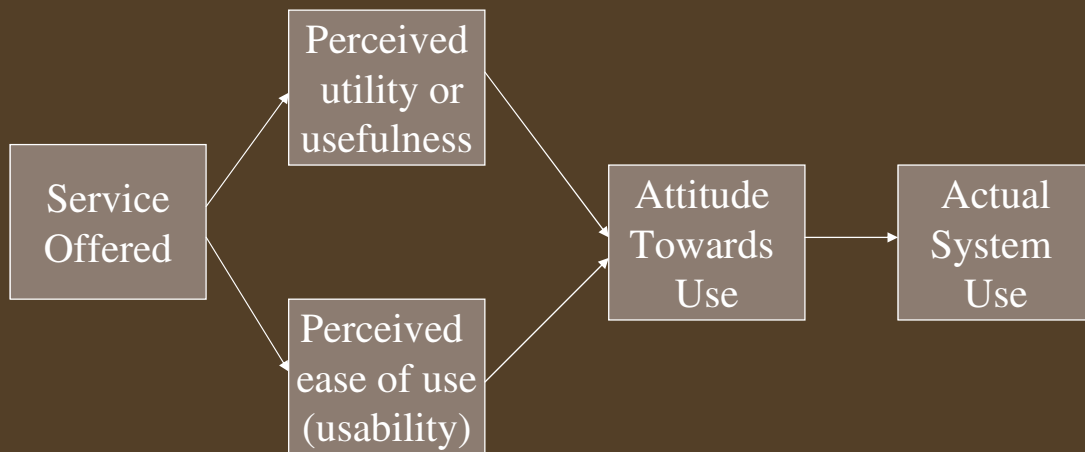 Perceived
utility or
usefulness
Service
Offered
Attitude
Towards
Use
Actual
System
Use
Perceived
ease of use
(usability)